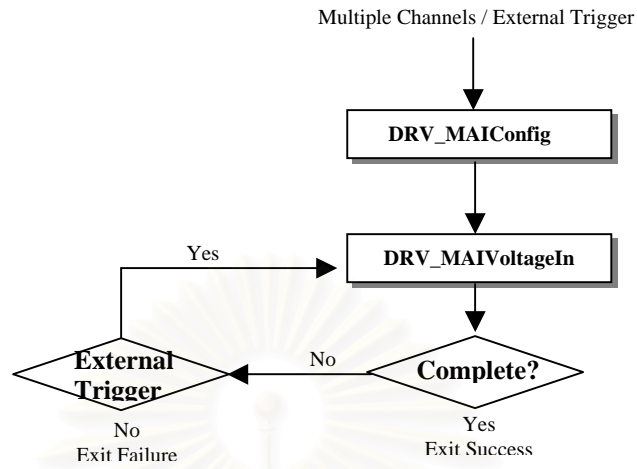 Multiple Channels / External Trigger
DRV_MAIConfig
DRV_MAIVoltageIn
Yes
External
Trigger
No
Complete?
No
Exit Failure
Yes
Exit Success